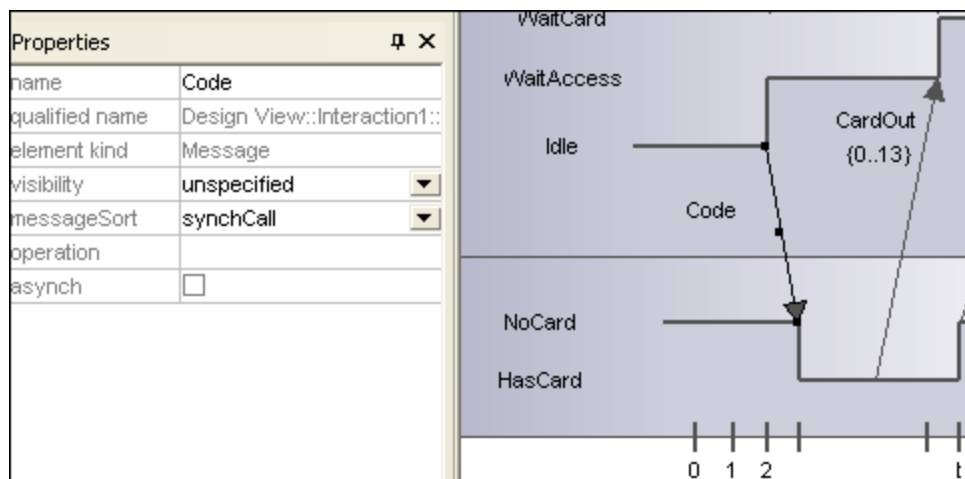 Properties
name Code
qualified name Design View::Interaction1::
element kind Message
visibility unspecified
messageSort synchCall
operation
asynch
WaitCard
WaitAccess
Idle
CardOut
{0..13}
Code
NoCard
HasCard
0 1 2 t